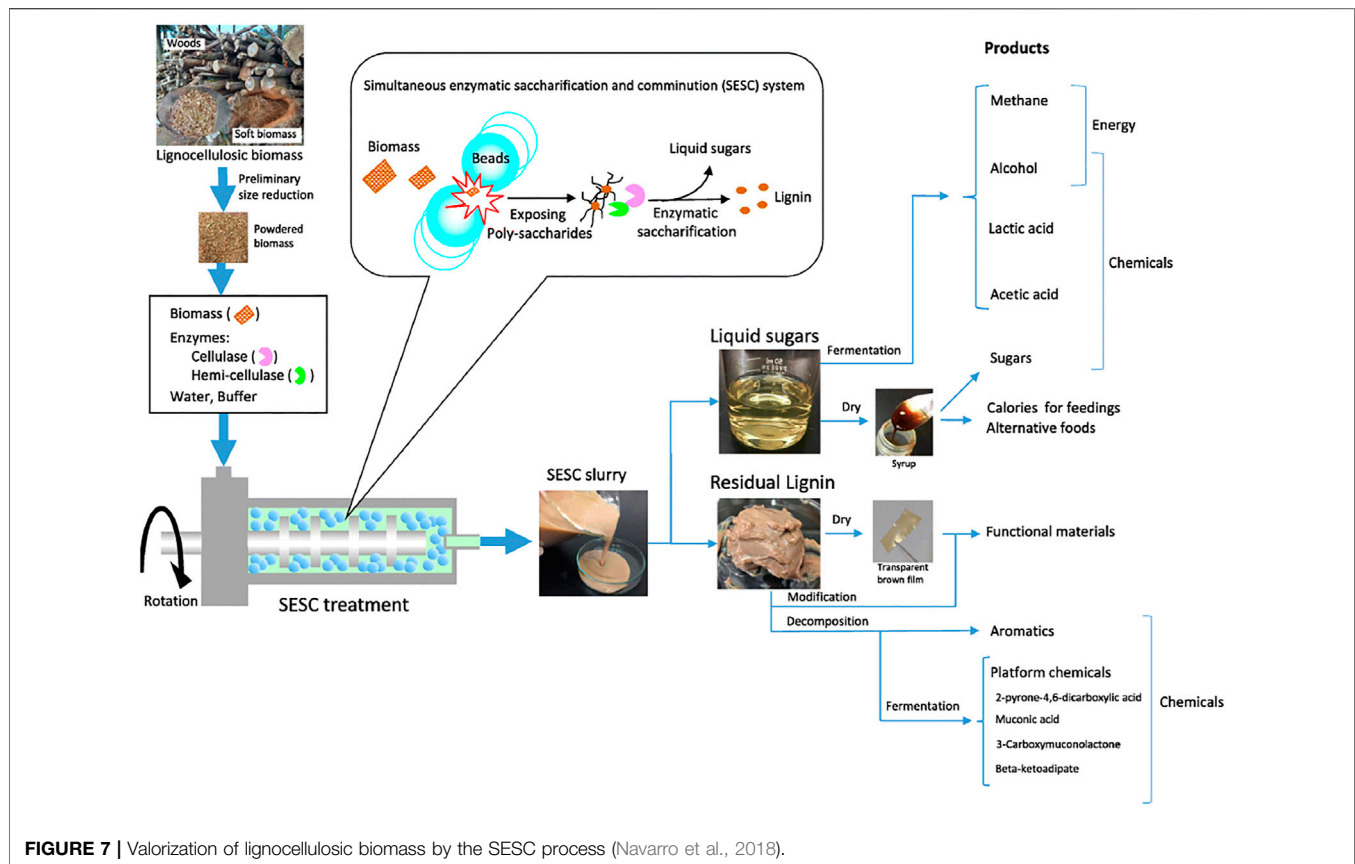 Woods
Soft biomass
Lignocellulosic biomass
Preliminary
size reduction
Powdered
biomass
Biomass ( )
Enzymes:
Cellulase ( )
Hemi-cellulase ( )
Water, Buffer
Rotation
SESC treatment
Simultaneous enzymatic saccharification and comminution (SESC) system
Biomass
Beads
Exposing
Poly-saccharides
Liquid sugars
Enzymatic
saccharification
Lignin
SESC slurry
Liquid sugars
50 ml
Fermentation
Dry
Syrup
Residual Lignin
Dry
Transparent
brown film
Modification
Decomposition
Fermentation
Products
Methane
Alcohol
Lactic acid
Acetic acid
Energy
Chemicals
Sugars
Calories for feedings
Alternative foods
Functional materials
Aromatics
Platform chemicals
2-pyrone-4,6-dicarboxylic acid
Muconic acid
3-Carboxymuconolactone
Beta-ketoadipate
Chemicals
FIGURE 7 | Valorization of lignocellulosic biomass by the SESC process (Navarro et al., 2018).